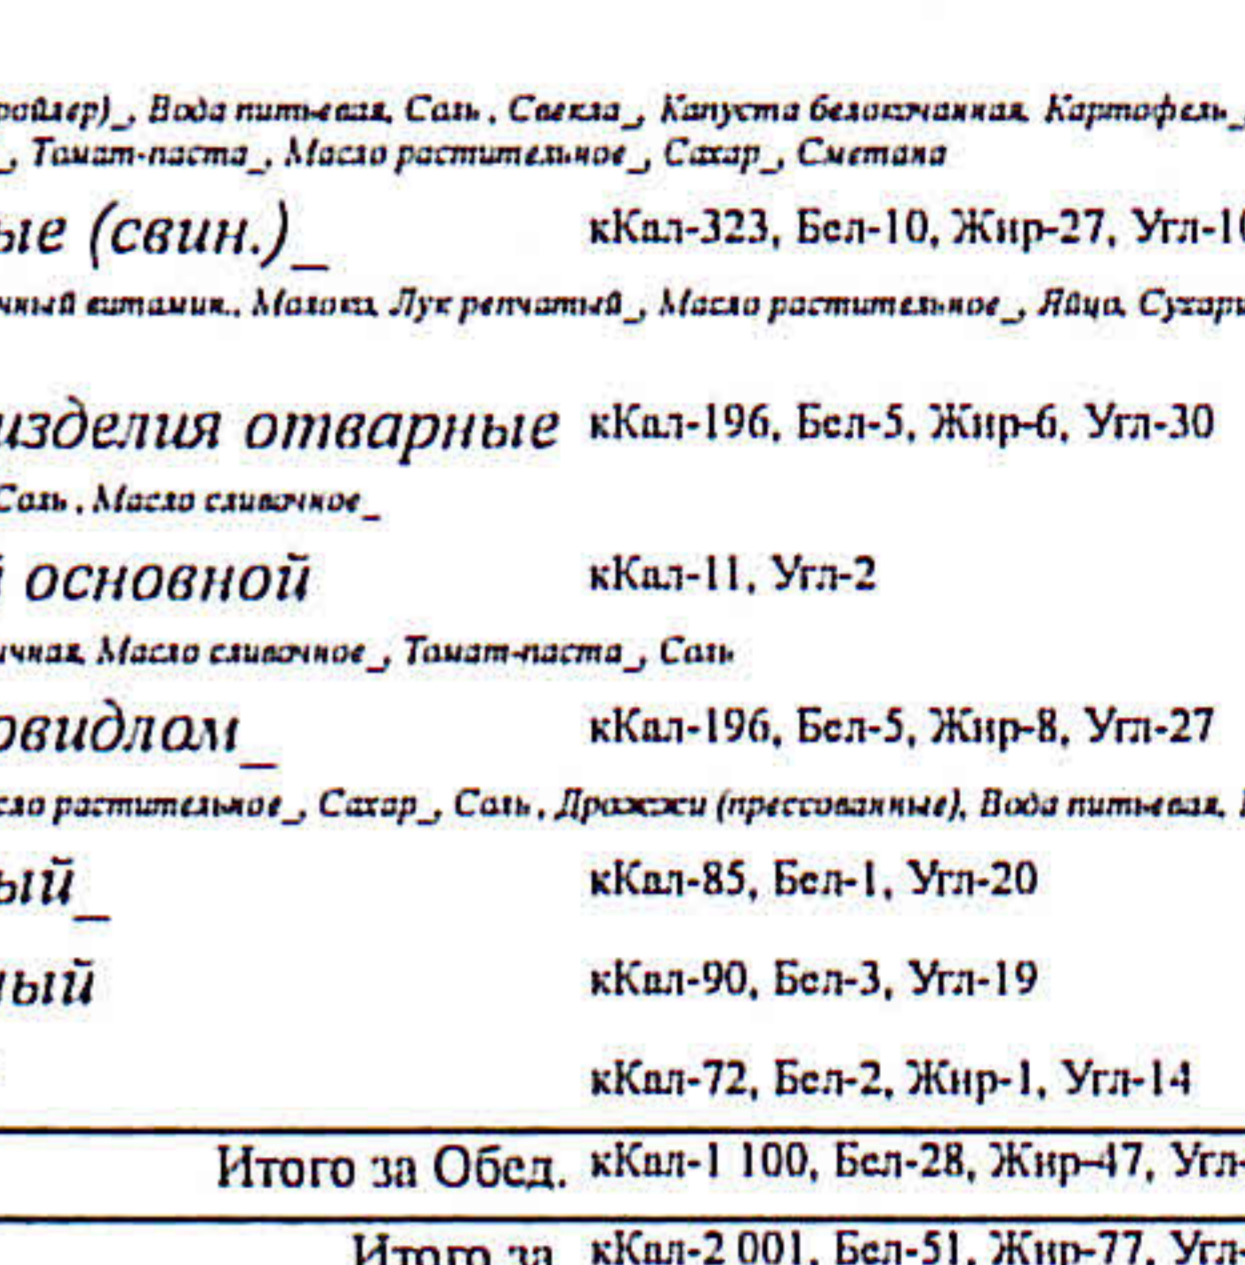 ройлер)_, Вода питьевая, Соль , Свекла_, Капуста белокочанная, Картофель_,
_, Томат-паста_, Масло растительное_, Сахар_, Сметана
ые (свин.)_ кКал-323, Бел-10, Жир-27, Угл-10
чный витамин., Молоко, Лук репчатый_, Масло растительное_, Яйцо, Сухари
изделия отварные кКал-196, Бел-5, Жир-6, Угл-30
Соль , Масло сливочное_
й основной кКал-11, Угл-2
ичная, Масло сливочное_, Томат-паста_, Соль
овидлом_ кКал-196, Бел-5, Жир-8, Угл-27
сло растительное_, Сахар_, Соль , Дрожжи (прессованные), Вода питьевая,
ый_ кКал-85, Бел-1, Угл-20
ный кКал-90, Бел-3, Угл-19
кКал-72, Бел-2, Жир-1, Угл-14
Итого за Обед. кКал-1 100, Бел-28, Жир-47, Угл-
Итого за кКал-2 001, Бел-51, Жир-77, Угл-